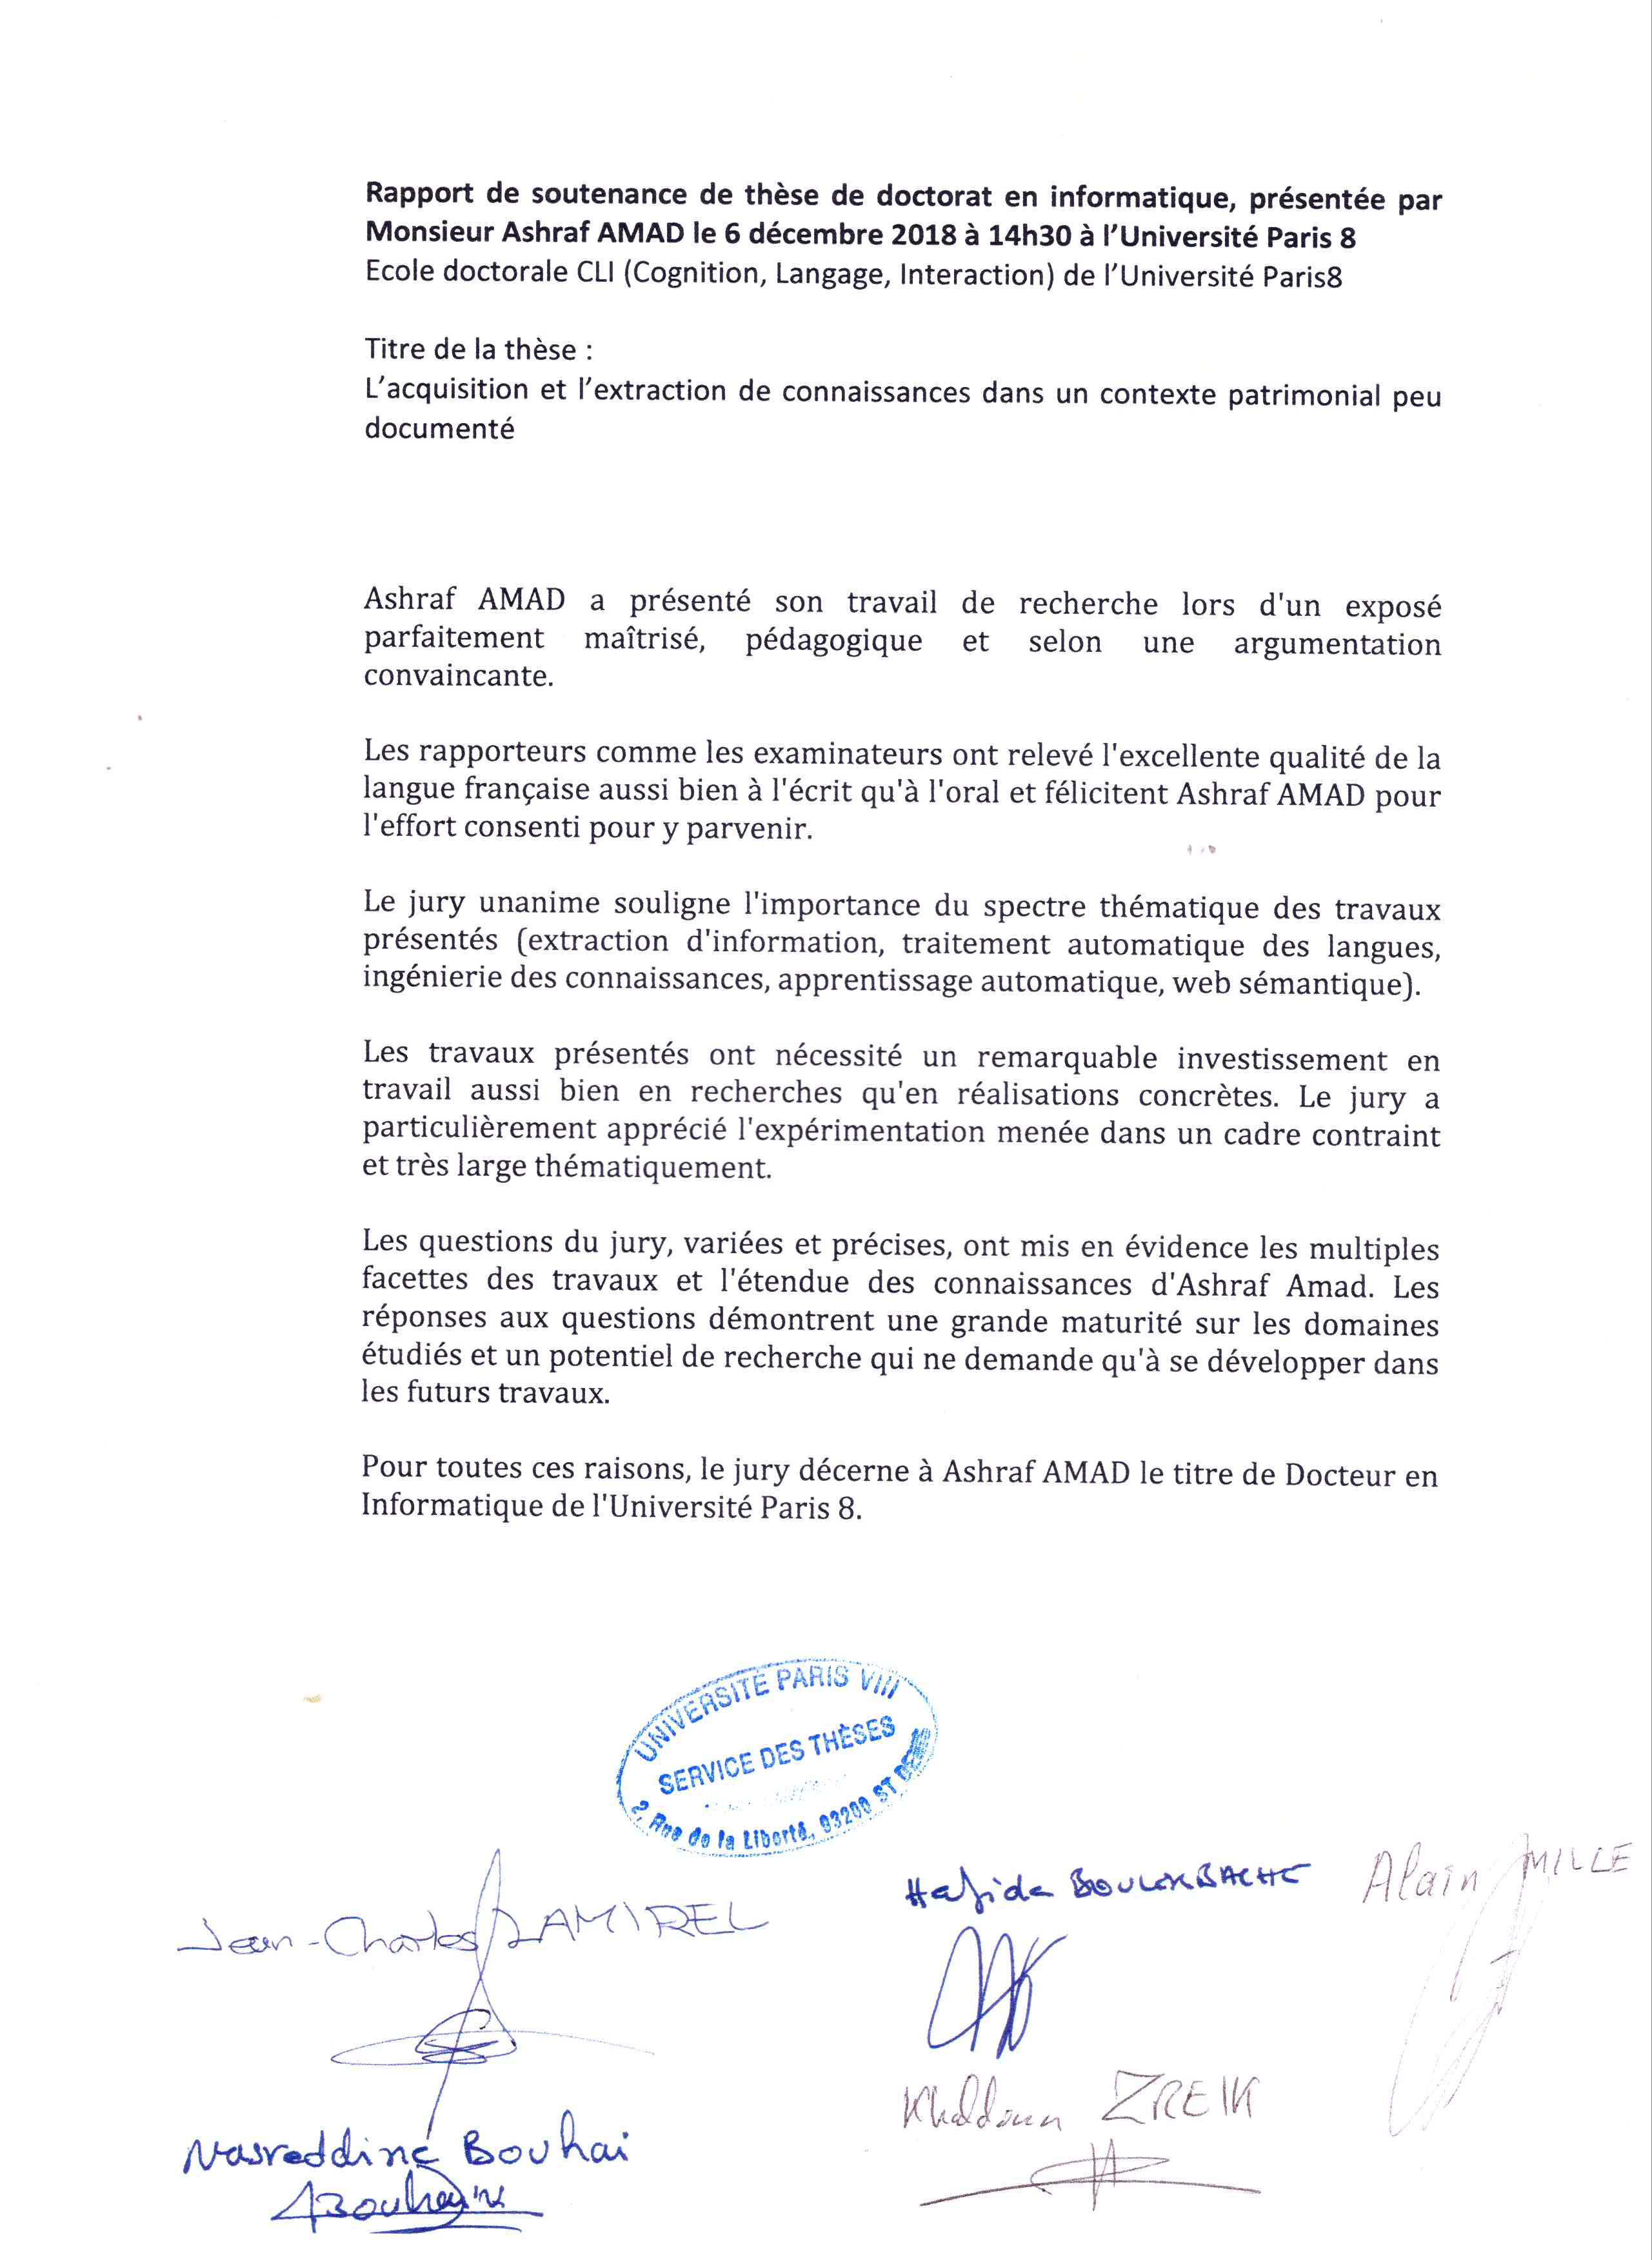 Rapport de soutenance de thèse de doctorat en informatique, présentée par
Monsieur Ashraf AMAD le 6 décembre 2018 à 14h30 à l'Université Paris 8
Ecole doctorale CLI (Cognition, Langage, Interaction) de l'Université Paris8
Titre de la thèse :
L'acquisition et l'extraction de connaissances dans un contexte patrimonial peu
documenté
Ashraf AMAD a présenté son travail de recherche lors d'un exposé
parfaitement maîtrisé, pédagogique et selon une argumentation
convaincante.
Les rapporteurs comme les examinateurs ont relevé l'excellente qualité de la
langue française aussi bien à l'écrit qu'à l'oral et félicitent Ashraf AMAD pour
l'effort consenti pour y parvenir.
Le jury unanime souligne l'importance du spectre thématique des travaux
présentés (extraction d'information, traitement automatique des langues,
ingénierie des connaissances, apprentissage automatique, web sémantique).
Les travaux présentés ont nécessité un remarquable investissement en
travail aussi bien en recherches qu'en réalisations concrètes. Le jury a
particulièrement apprécié l'expérimentation menée dans un cadre contraint
et très large thématiquement.
Les questions du jury, variées et précises, ont mis en évidence les multiples
facettes des travaux et l'étendue des connaissances d'Ashraf Amad. Les
réponses aux questions démontrent une grande maturité sur les domaines
étudiés et un potentiel de recherche qui ne demande qu'à se développer dans
les futurs travaux.
Pour toutes ces raisons, le jury décerne à Ashraf AMAD le titre de Docteur en
Informatique de l'Université Paris 8.
UNIVERSITÉ PARIS VIII
SERVICE DES THÈSES
2, Rue de la Liberté, 93200 ST DENIS
Hafida BOULEKBACHE
Alain MILLE
Jean-Charles LAMIREL
Khaldoun ZREIK
Nasreddine Bouhai